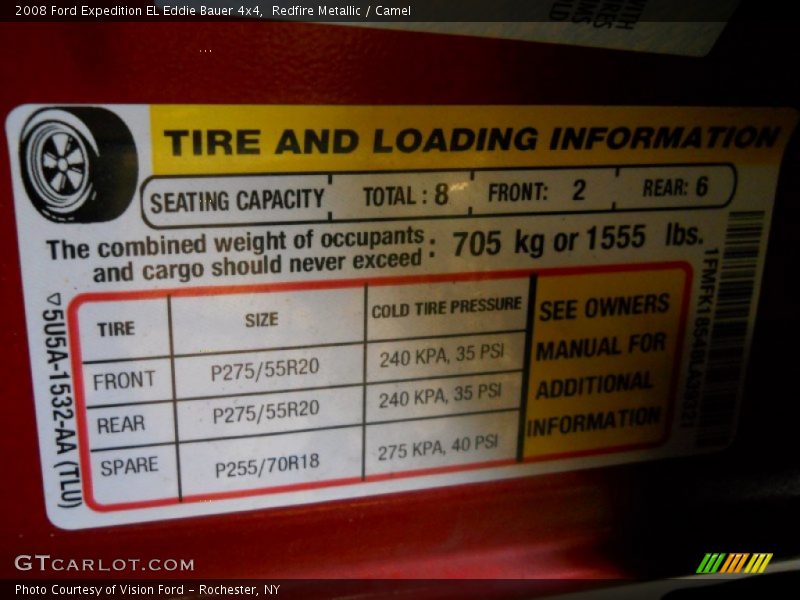 2008 Ford Expedition EL Eddie Bauer 4x4, Redfire Metallic / Camel
...
WITH
TIRE AND LOADING INFORMATION
SEATING CAPACITY TOTAL : 8 FRONT: 2 REAR: 6
The combined weight of occupants
and cargo should never exceed : 705 kg or 1555 lbs.
TIRE SIZE COLD TIRE PRESSURE
FRONT P275/55R20 240 KPA, 35 PSI
REAR P275/55R20 240 KPA, 35 PSI
SPARE P255/70R18 275 KPA, 40 PSI
SEE OWNERS
MANUAL FOR
ADDITIONAL
INFORMATION
5U5A-1532-AA (TLU)
GTCARLOT.COM
Photo Courtesy of Vision Ford - Rochester, NY